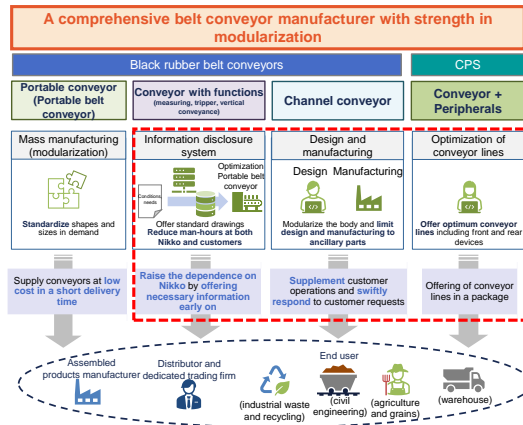 A comprehensive belt conveyor manufacturer with strength in
modularization
Black rubber belt conveyors
CPS
Portable conveyor
(Portable belt
conveyor)
Conveyor with functions
(measuring, tripper, vertical
conveyance)
Channel conveyor
Conveyor +
Peripherals
Mass manufacturing
(modularization)
Standardize shapes and
sizes in demand
Supply conveyors at low
cost in a short delivery
time
Information disclosure
system
Conditions
needs
Optimization
Portable belt
conveyor
Offer standard drawings
Reduce man-hours at both
Nikko and customers
Raise the dependence on
Nikko by offering
necessary information
early on
Design and
manufacturing
Design Manufacturing
Modularize the body and limit
design and manufacturing to
ancillary parts
Supplement customer
operations and swiftly
respond to customer requests
Optimization of
conveyor lines
Offer optimum conveyor
lines including front and rear
devices
Offering of conveyor
lines in a package
Assembled
products manufacturer
Distributor and
dedicated trading firm
End user
(industrial waste
and recycling)
(civil
engineering)
(agriculture
and grains)
(warehouse)